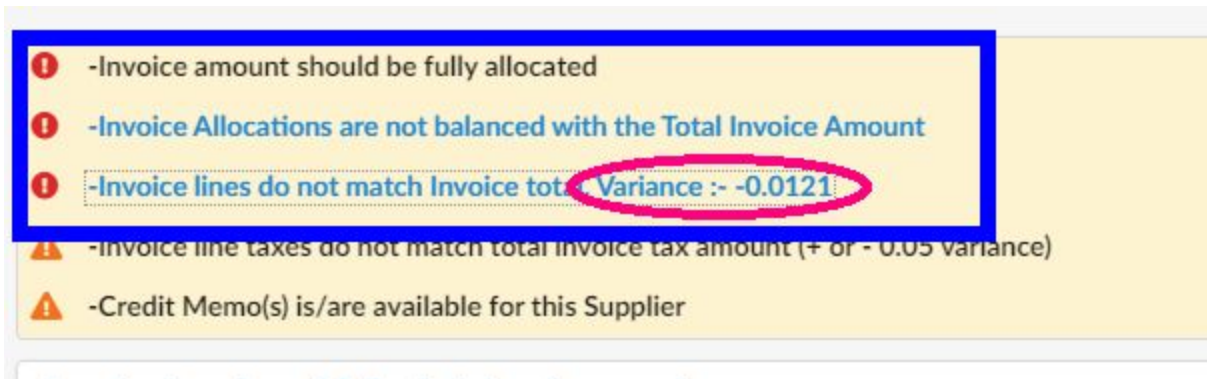 -Invoice amount should be fully allocated
-Invoice Allocations are not balanced with the Total Invoice Amount
-Invoice lines do not match Invoice total, Variance :- -0.0121
-Invoice line taxes do not match total invoice tax amount (+ or - 0.05 variance)
-Credit Memo(s) is/are available for this Supplier